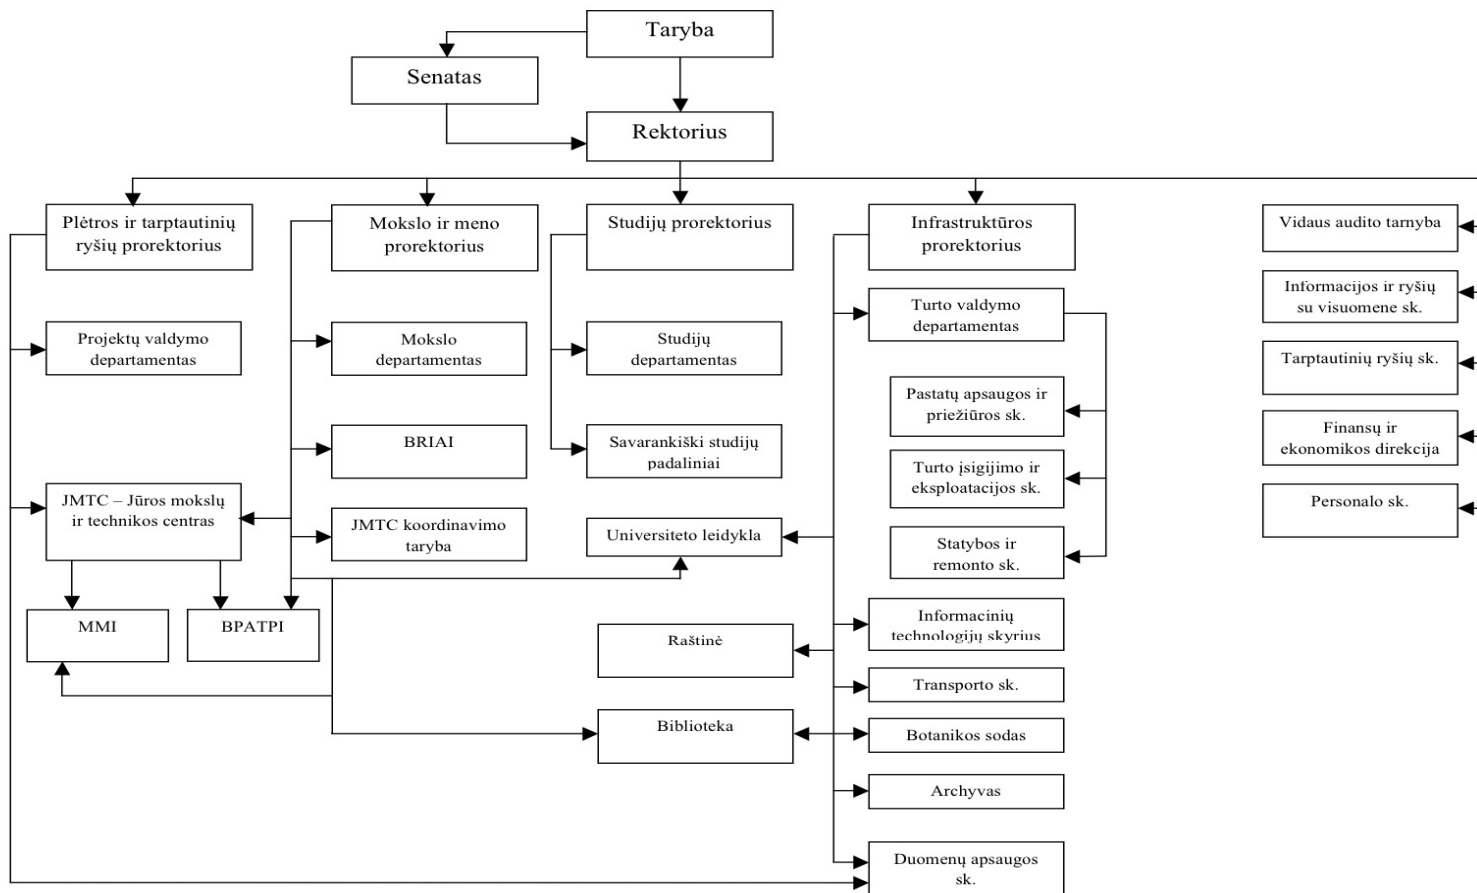 Taryba
Senatas
Rektorius
Plėtros ir tarptautinių
ryšių prorektorius
Mokslo ir meno
prorektorius
Studijų prorektorius
Infrastruktūros
prorektorius
Vidaus audito tarnyba
Informacijos ir ryšių
su visuomene sk.
Tarptautinių ryšių sk.
Finansų ir
ekonomikos direkcija
Personalo sk.
Projektų valdymo
departamentas
Mokslo
departamentas
Studijų
departamentas
Turto valdymo
departamentas
Pastatų apsaugos ir
priežiūros sk.
Turto įsigijimo ir
eksploatacijos sk.
Statybos ir
remonto sk.
BRIAI
Savarankiški studijų
padaliniai
JMTC – Jūros mokslų
ir technikos centras
JMTC koordinavimo
taryba
Universiteto leidykla
MMI
BPATPI
Raštinė
Biblioteka
Informacinių
technologijų skyrius
Transporto sk.
Botanikos sodas
Archyvas
Duomenų apsaugos
sk.